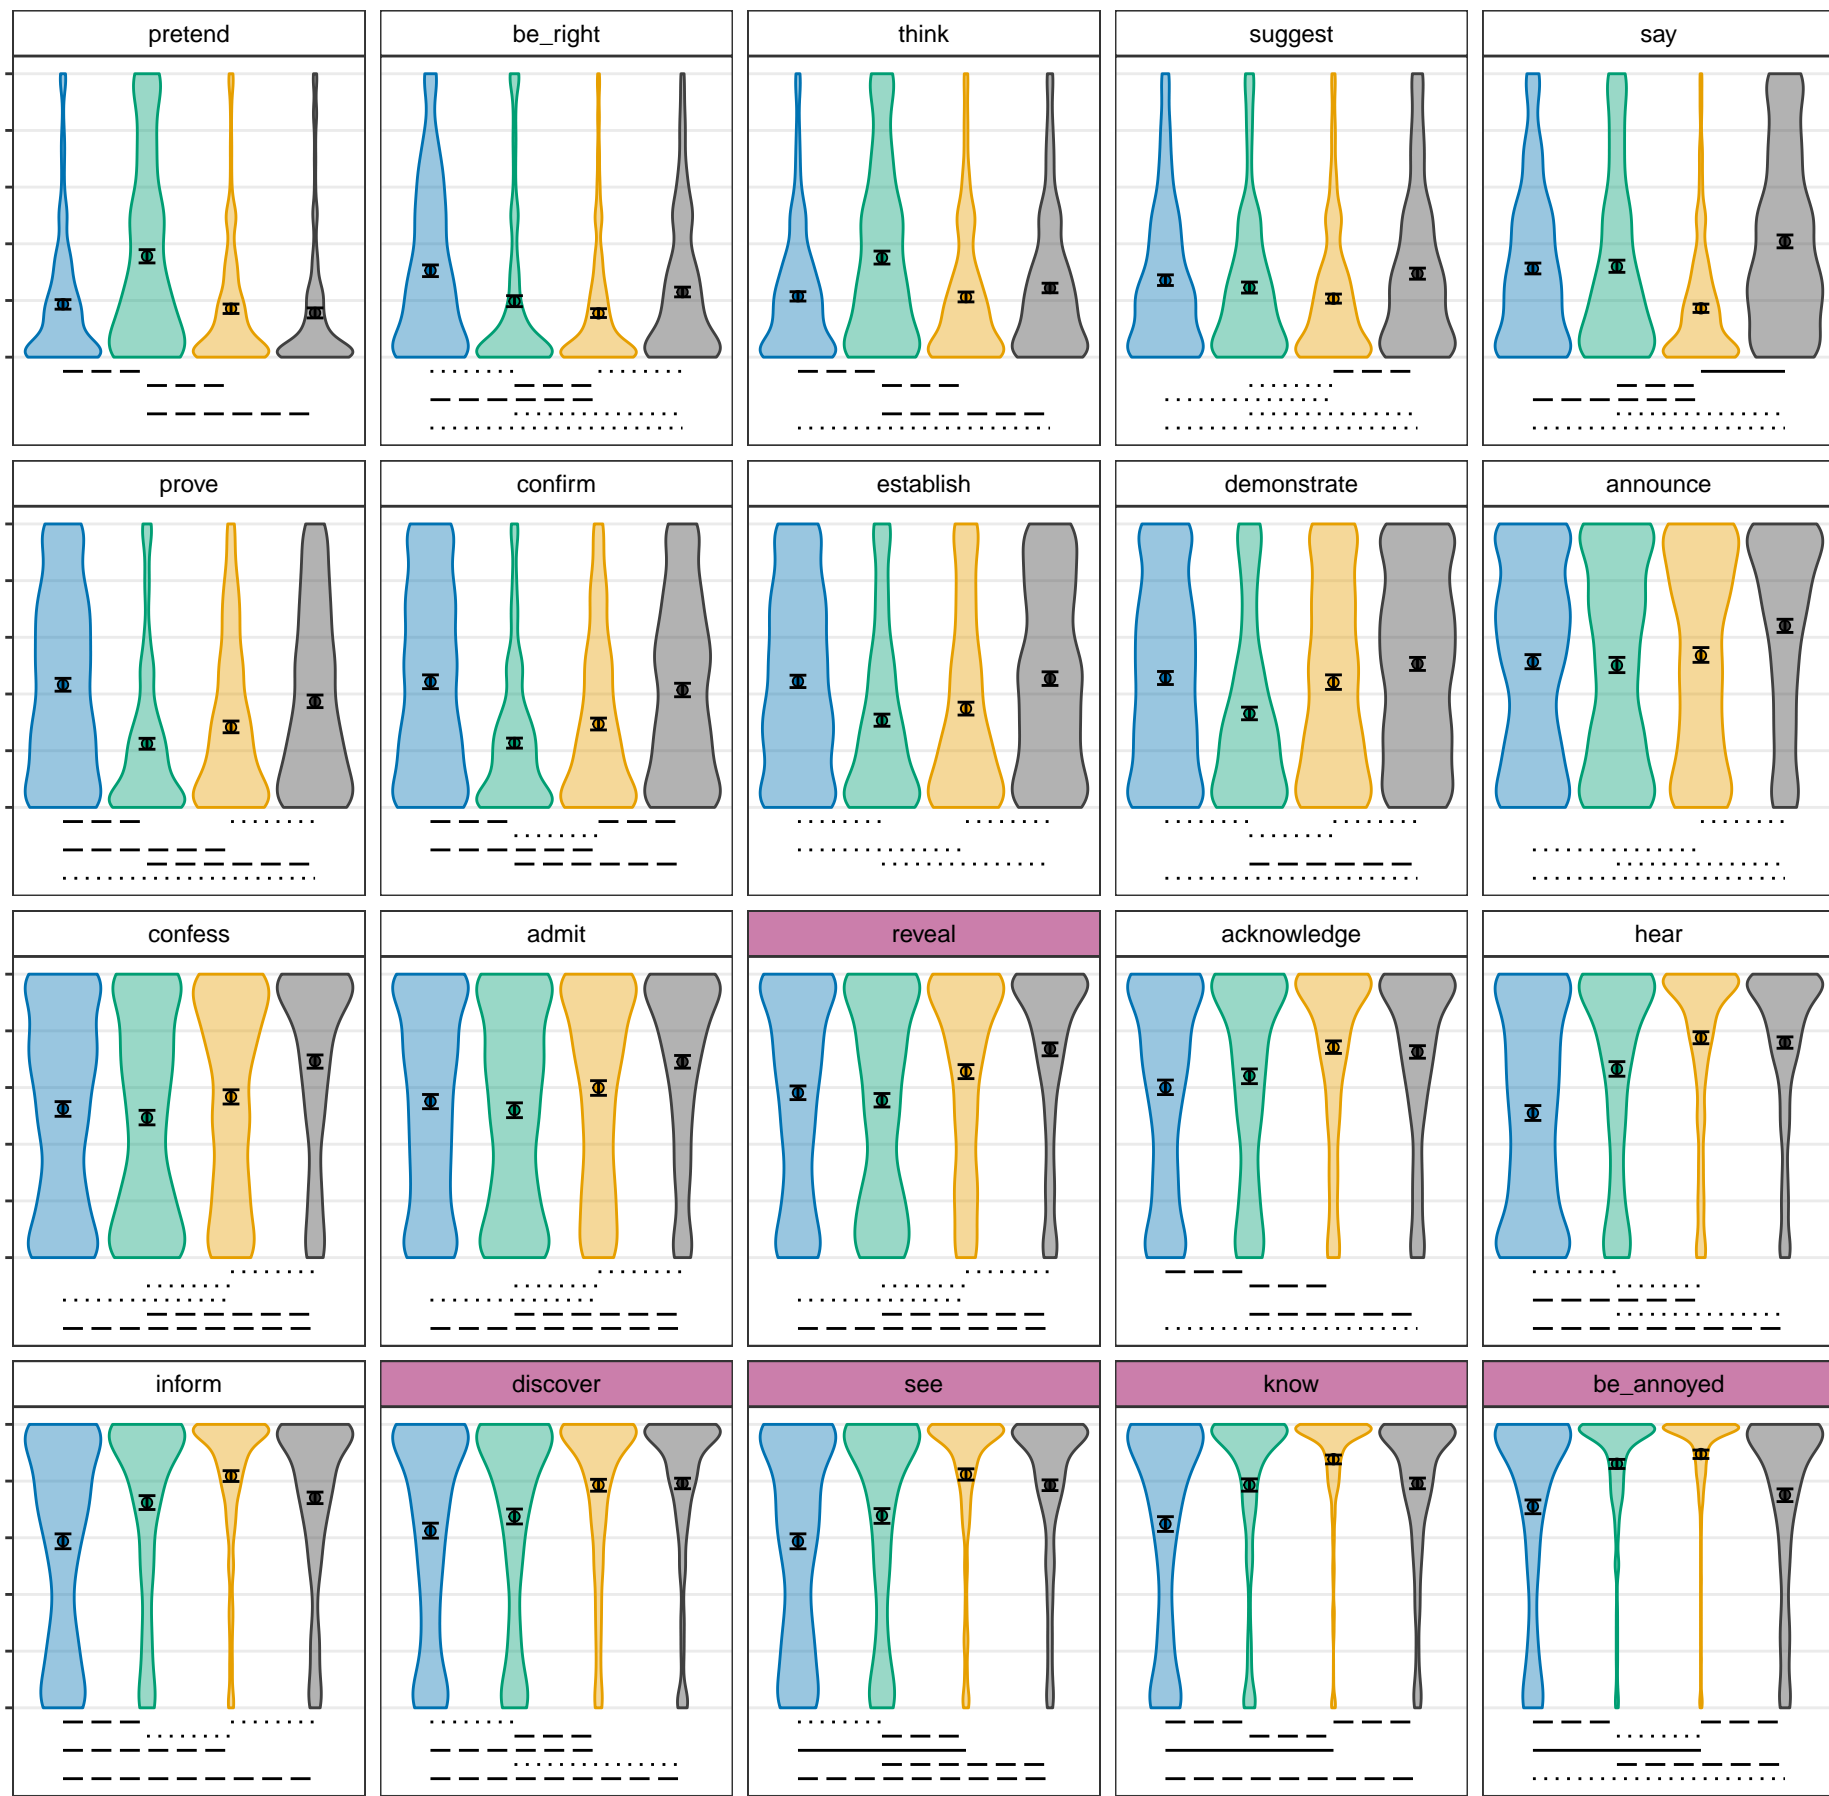 pretend
be_right
think
suggest
say
prove
confirm
establish
demonstrate
announce
confess
admit
reveal
acknowledge
hear
inform
discover
see
know
be_annoyed